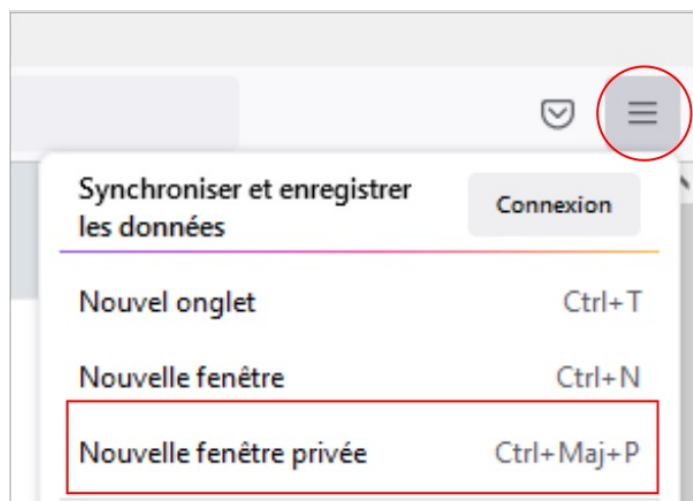 Synchroniser et enregistrer
les données
Connexion
Nouvel onglet Ctrl+T
Nouvelle fenêtre Ctrl+N
Nouvelle fenêtre privée Ctrl+Maj+P